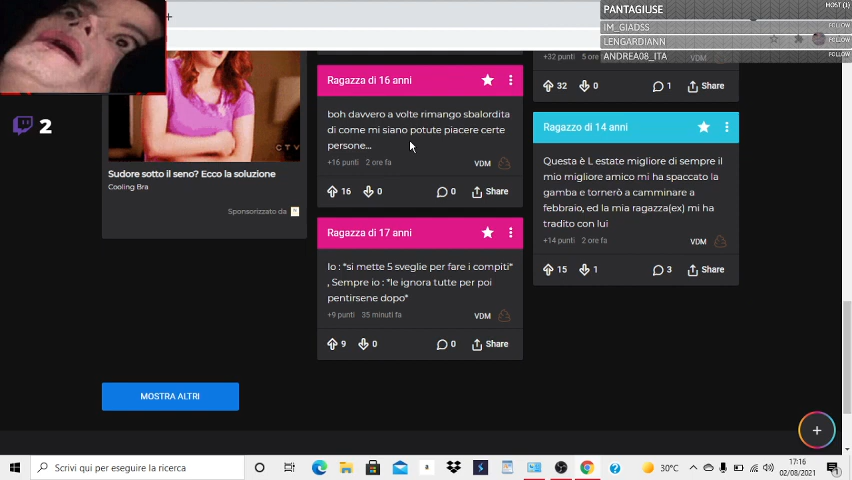 PANTAGIUSE
HOST (1)
IM_GIADSS
FOLLOW
LENGARDIANN
FOLLOW
ANDREA08_ITA
FOLLOW
2
CTV
Sudore sotto il seno? Ecco la soluzione
Cooling Bra
Sponsorizzato da
Ragazza di 16 anni
boh davvero a volte rimango sbalordita
di come mi siano potute piacere certe
persone...
+16 punti 2 ore fa
VDM
16 0 0 Share
Ragazza di 17 anni
Io : *si mette 5 sveglie per fare i compiti*
, Sempre io : *le ignora tutte per poi
pentirsene dopo*
+9 punti 35 minuti fa
VDM
9 0 0 Share
+32 punti 5 ore
VDM
32 0 1 Share
Ragazzo di 14 anni
Questa è L estate migliore di sempre il
mio migliore amico mi ha spaccato la
gamba e tornerò a camminare a
febbraio, ed la mia ragazza(ex) mi ha
tradito con lui
+14 punti 2 ore fa
VDM
15 1 3 Share
MOSTRA ALTRI
+
Scrivi qui per eseguire la ricerca
30°C
17:16
02/08/2021